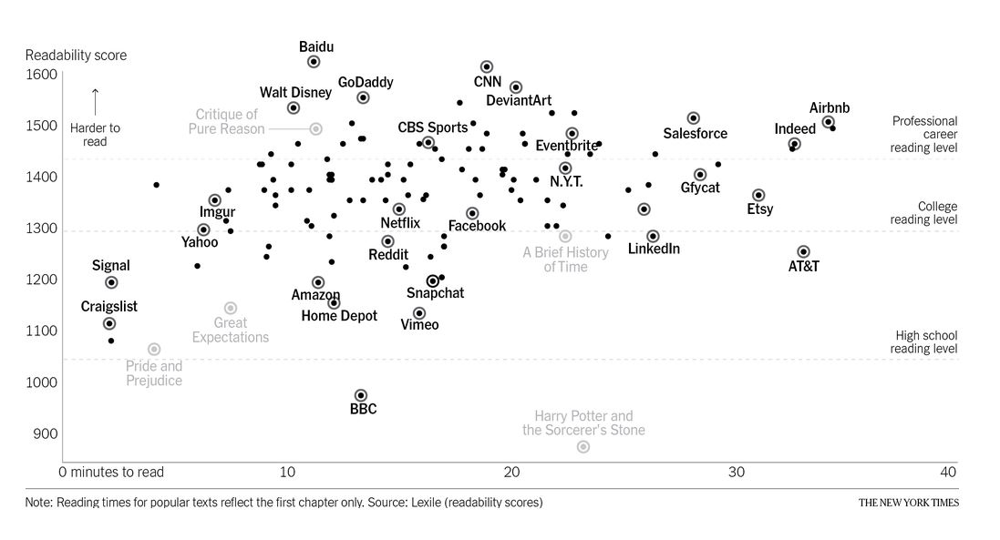 Readability score
1600
1500
1400
1300
1200
1100
1000
900
Harder to
read
Baidu
GoDaddy
Walt Disney
Critique of
Pure Reason
CNN
DeviantArt
CBS Sports
Eventbrite
N.Y.T.
Salesforce
Airbnb
Indeed
Professional
career
reading level
Gfycat
Etsy
College
reading level
Imgur
Yahoo
Netflix
Facebook
Reddit
A Brief History
of Time
LinkedIn
AT&T
Signal
Craigslist
Amazon
Home Depot
Snapchat
Vimeo
Great
Expectations
Pride and
Prejudice
High school
reading level
BBC
Harry Potter and
the Sorcerer's Stone
0 minutes to read
10
20
30
40
Note: Reading times for popular texts reflect the first chapter only. Source: Lexile (readability scores)
THE NEW YORK TIMES